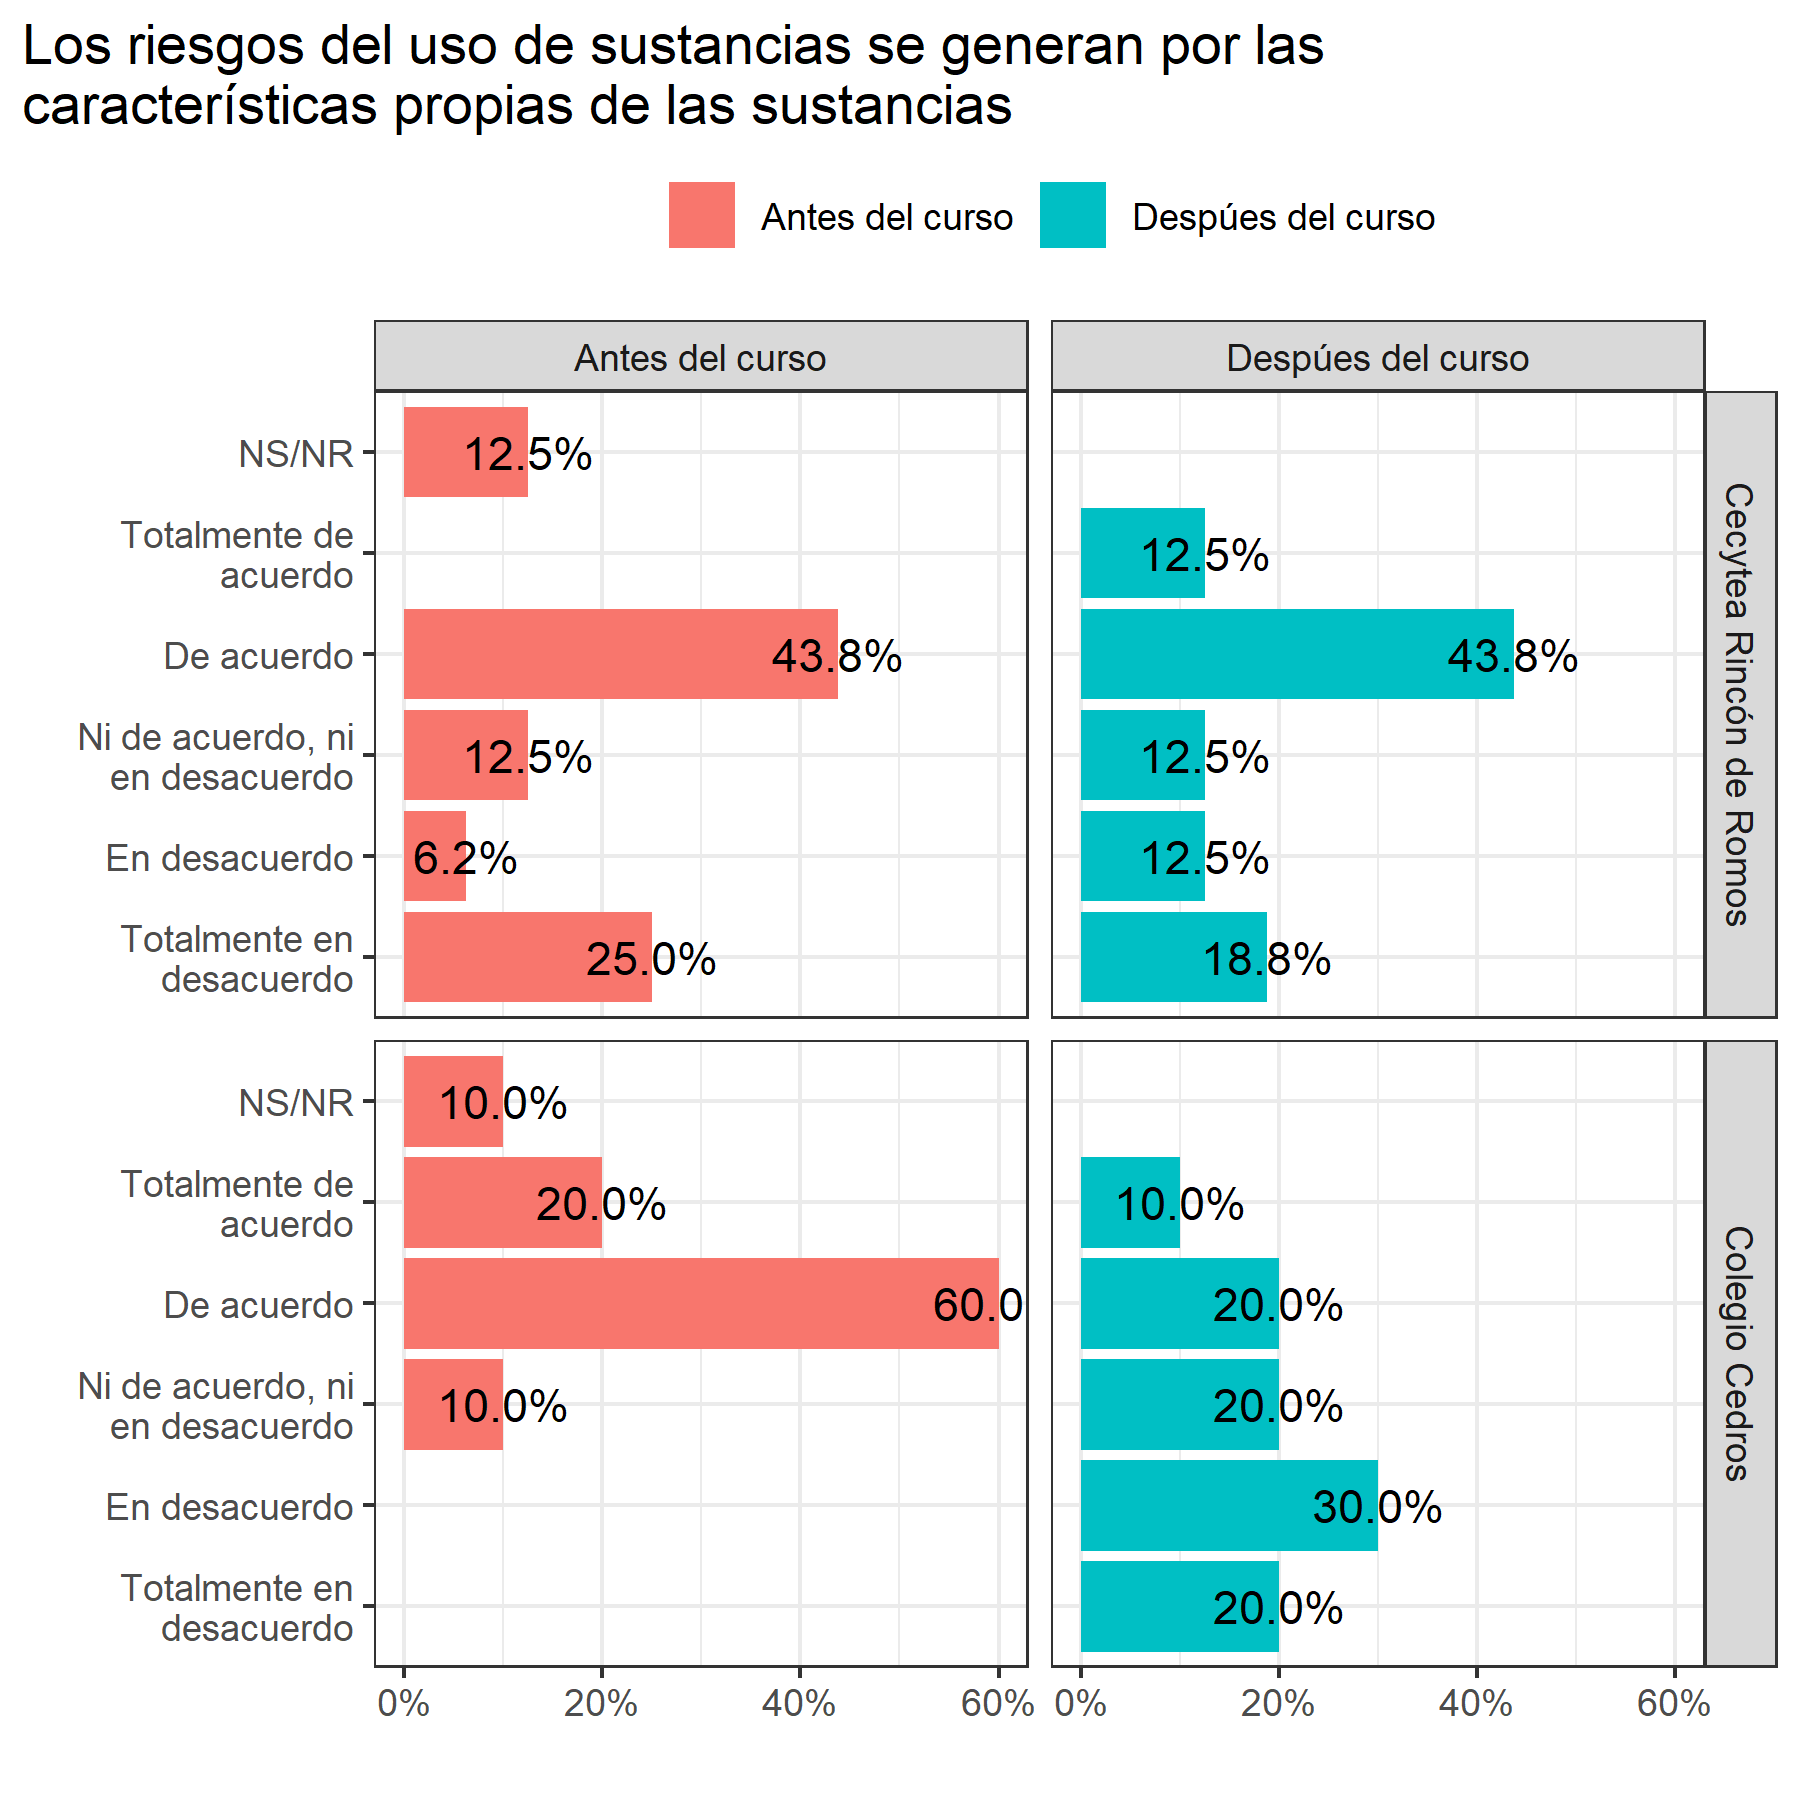 Los riesgos del uso de sustancias se generan por las
características propias de las sustancias
Antes del curso
Despúes del curso
Antes del curso
Despúes del curso
Cecytea Rincón de Romos
NS/NR
12.5%
Totalmente de
acuerdo
12.5%
De acuerdo
43.8%
43.8%
Ni de acuerdo, ni
en desacuerdo
12.5%
12.5%
En desacuerdo
6.2%
12.5%
Totalmente en
desacuerdo
25.0%
18.8%
Colegio Cedros
NS/NR
10.0%
Totalmente de
acuerdo
20.0%
10.0%
De acuerdo
60.0
20.0%
Ni de acuerdo, ni
en desacuerdo
10.0%
20.0%
En desacuerdo
30.0%
Totalmente en
desacuerdo
20.0%
0%
20%
40%
60%
0%
20%
40%
60%